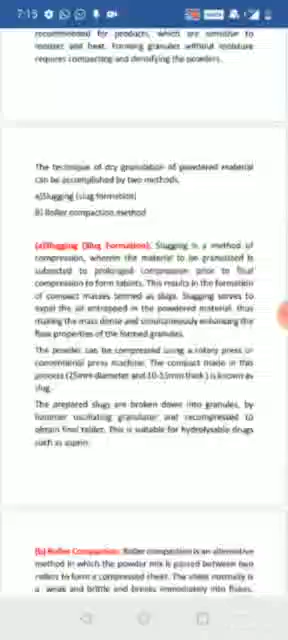 7:15
recommended for products, which are sensitive to
moister and heat. Forming granules without moisture
requires compacting and densifying the powders.
The technique of dry granulation of powdered material
can be accomplished by two methods.
a)Slugging (slug formation)
B) Roller compaction method
(a)Slugging (Slug Formation). Slugging is a method of
compression, wherein the material to be granulated is
subjected to prolonged compression prior to final
compression to form tablets. This results in the formation
of compact masses termed as slugs. Slugging serves to
expel the air entrapped in the powdered material, thus
making the mass dense and simultaneously enhancing the
flow properties of the formed granules.
The powder can be compressed using a rotary press or
conventional press machine. The compact made in this
process (25mm diameter and 10-15mm thick) is known as
slug.
The prepared slugs are broken down into granules, by
hammer oscillating granulator and recompressed to
obtain final tablet. This is suitable for hydrolysable drugs
such as aspirin.
(b) Roller Compaction: Roller compaction is an alternative
method in which the powder mix is passed between two
rollers to form a compressed sheet. The sheet normally is
a weak and brittle and breaks immediately into flakes.